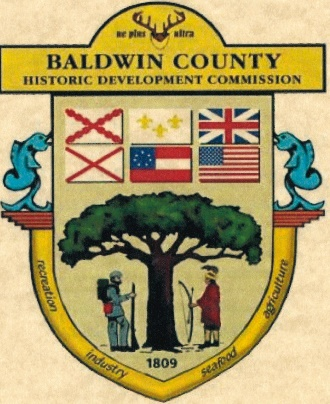 ne plus ultra
BALDWIN COUNTY
HISTORIC DEVELOPMENT COMMISSION
1809
recreation
industry
seafood
agriculture